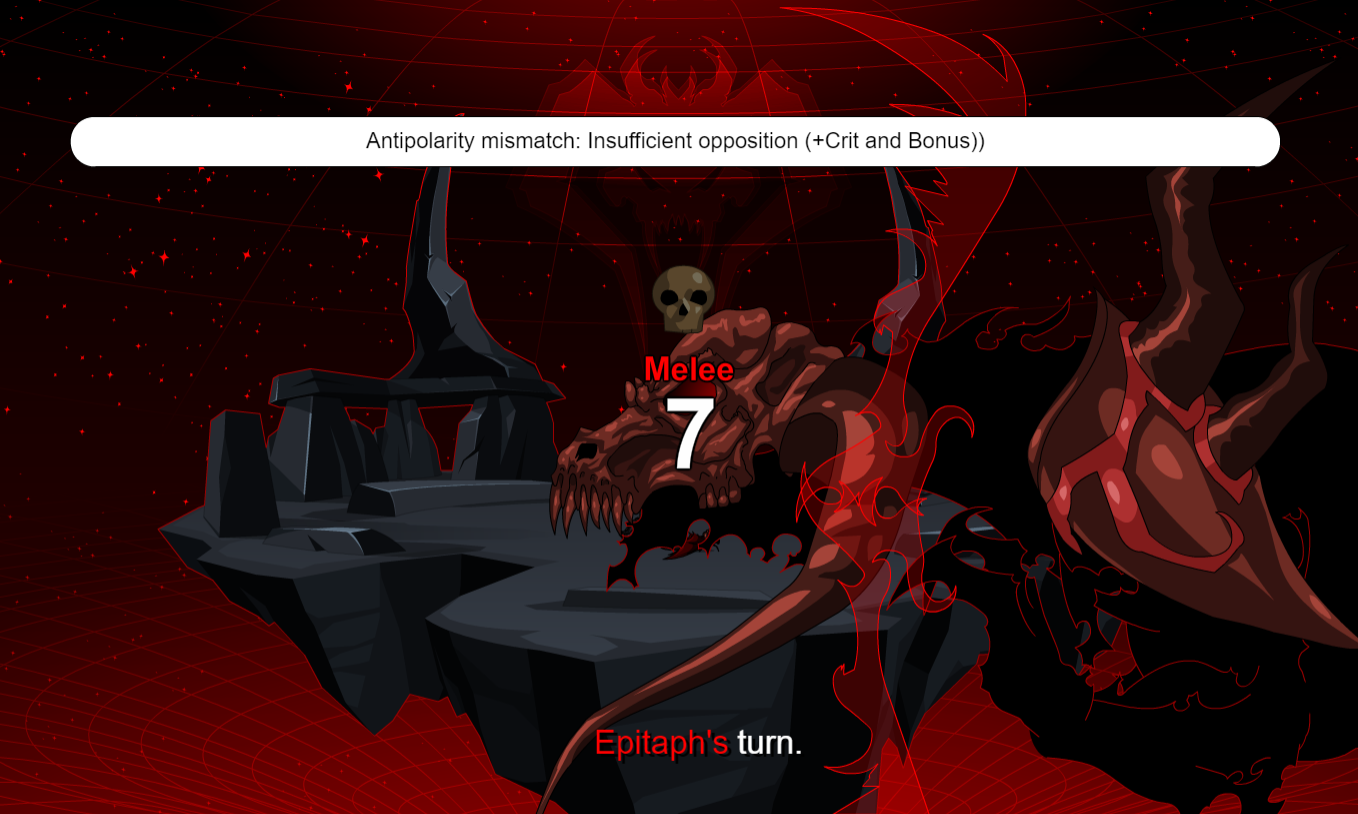 Antipolarity mismatch: Insufficient opposition (+Crit and Bonus))
Melee
7
Epitaph's turn.